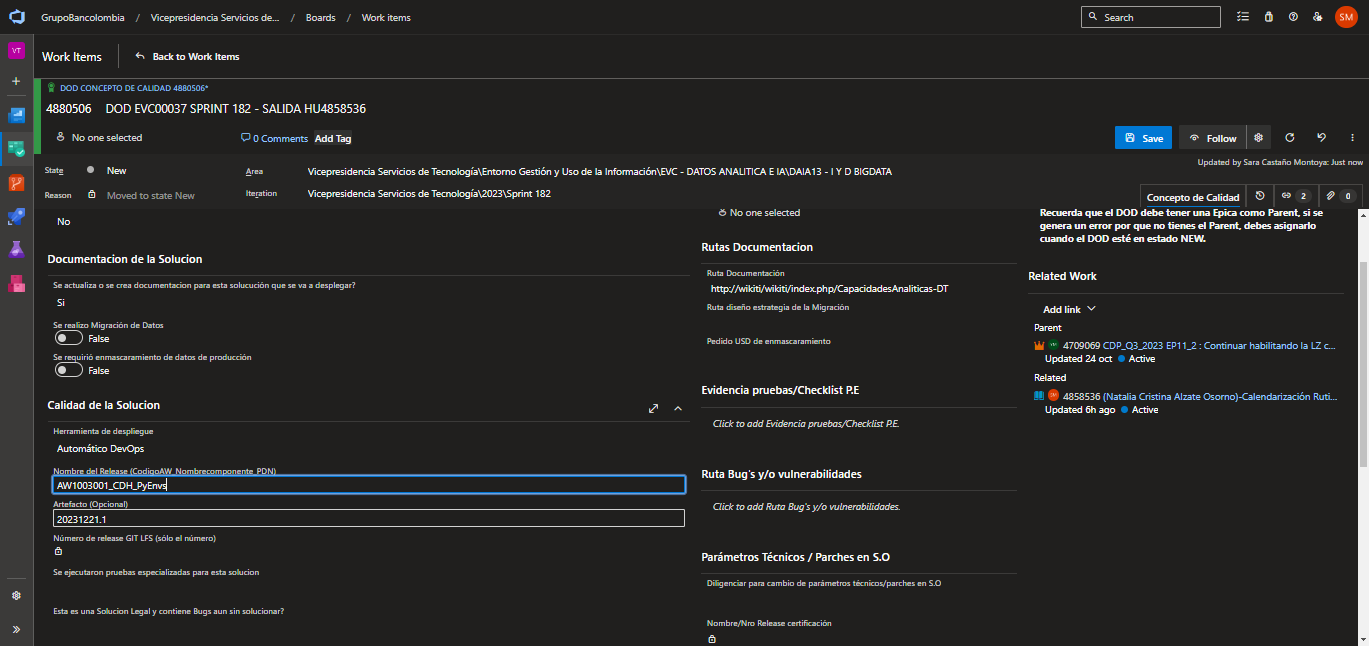 GrupoBancolombia / Vicepresidencia Servicios de... / Boards / Work items
Search
SM
VT
Work Items
Back to Work Items
DOD CONCEPTO DE CALIDAD 4880506*
4880506 DOD EVC00037 SPRINT 182 - SALIDA HU4858536
No one selected
0 Comments
Add Tag
Save
Follow
Updated by Sara Castaño Montoya: Just now
State
New
Area
Vicepresidencia Servicios de Tecnología\Entorno Gestión y Uso de la Información\EVC - DATOS ANALITICA E IA\DAIA13 - I Y D BIGDATA
Reason
Moved to state New
Iteration
Vicepresidencia Servicios de Tecnología\2023\Sprint 182
Concepto de Calidad
2
0
No
Documentacion de la Solucion
Se actualiza o se crea documentacion para esta solucución que se va a desplegar?
Si
Se realizo Migración de Datos
False
Se requirió enmascaramiento de datos de producción
False
Calidad de la Solucion
Herramienta de despliegue
Automático DevOps
Nombre del Release (CodigoAW_Nombrecomponente_PDN)
AW1003001_CDH_PyEnvs
Artefacto (Opcional)
20231221.1
Número de release GIT LFS (sólo el número)
Se ejecutaron pruebas especializadas para esta solucion
Esta es una Solucion Legal y contiene Bugs aun sin solucionar?
No one selected
Rutas Documentacion
Ruta Documentación
http://wikiti/wikiti/index.php/CapacidadesAnaliticas-DT
Ruta diseño estrategia de la Migración
Pedido USD de enmascaramiento
Evidencia pruebas/Checklist P.E
Click to add Evidencia pruebas/Checklist P.E.
Ruta Bug's y/o vulnerabilidades
Click to add Ruta Bug's y/o vulnerabilidades.
Parámetros Técnicos / Parches en S.O
Diligenciar para cambio de parámetros técnicos/parches en S.O
Nombre/Nro Release certificación
Recuerda que el DOD debe tener una Epica como Parent, si se
genera un error por que no tienes el Parent, debes asignarlo
cuando el DOD esté en estado NEW.
Related Work
Add link
Parent
4709069 CDP_Q3_2023 EP11_2 : Continuar habilitando la LZ c...
Updated 24 oct Active
Related
4858536 (Natalia Cristina Alzate Osorno)-Calendarización Ruti...
Updated 6h ago Active